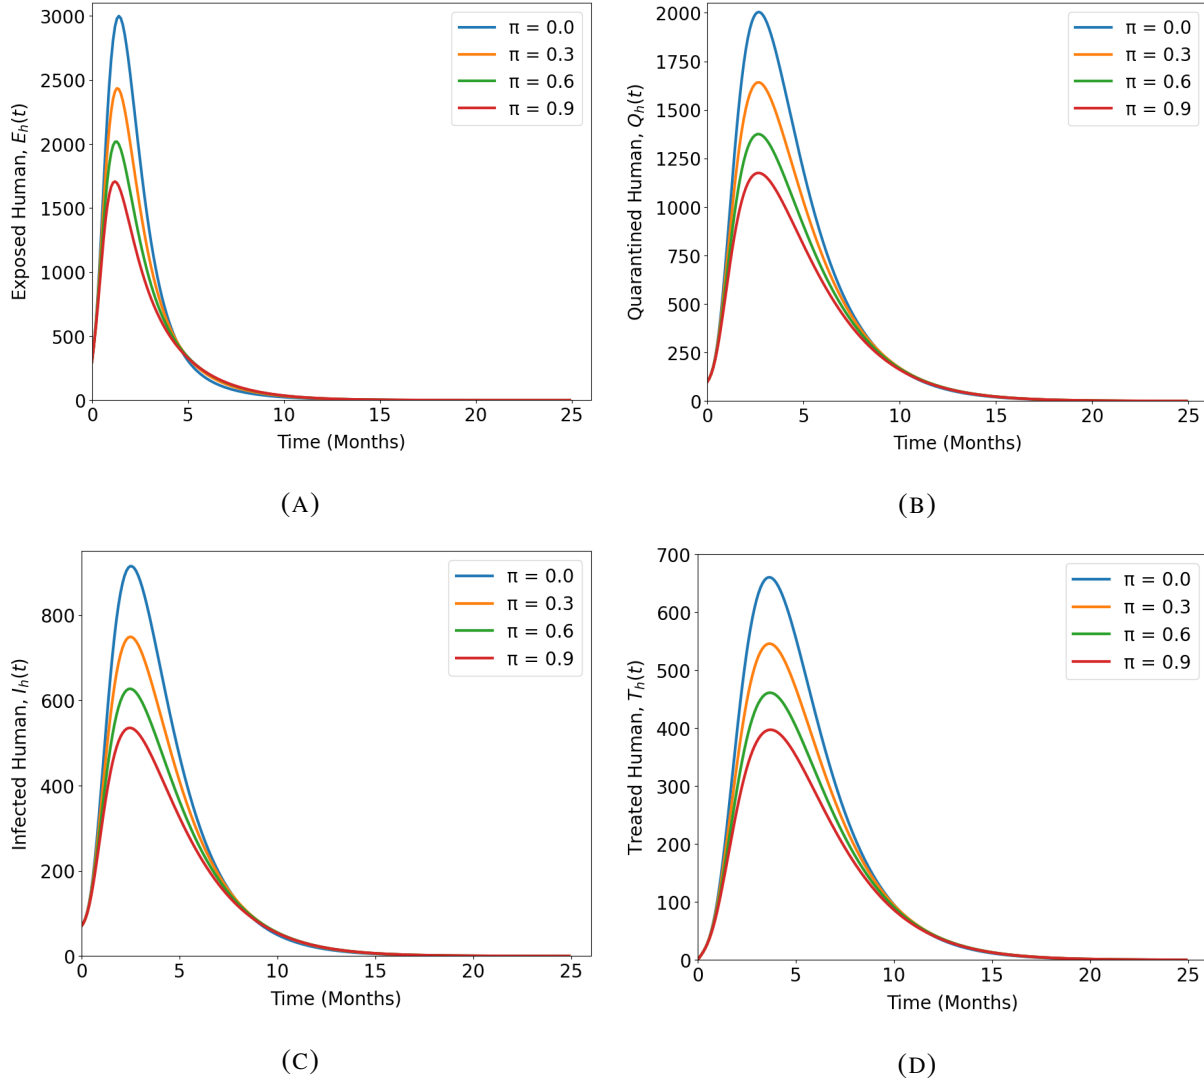 3000
2500
2000
1500
1000
500
0
Exposed Human, E_h(t)
π = 0.0
π = 0.3
π = 0.6
π = 0.9
0 5 10 15 20 25
Time (Months)
(A)
2000
1750
1500
1250
1000
750
500
250
0
Quarantined Human, Q_h(t)
π = 0.0
π = 0.3
π = 0.6
π = 0.9
0 5 10 15 20 25
Time (Months)
(B)
800
600
400
200
0
Infected Human, I_h(t)
π = 0.0
π = 0.3
π = 0.6
π = 0.9
0 5 10 15 20 25
Time (Months)
(C)
700
600
500
400
300
200
100
0
Treated Human, T_h(t)
π = 0.0
π = 0.3
π = 0.6
π = 0.9
0 5 10 15 20 25
Time (Months)
(D)